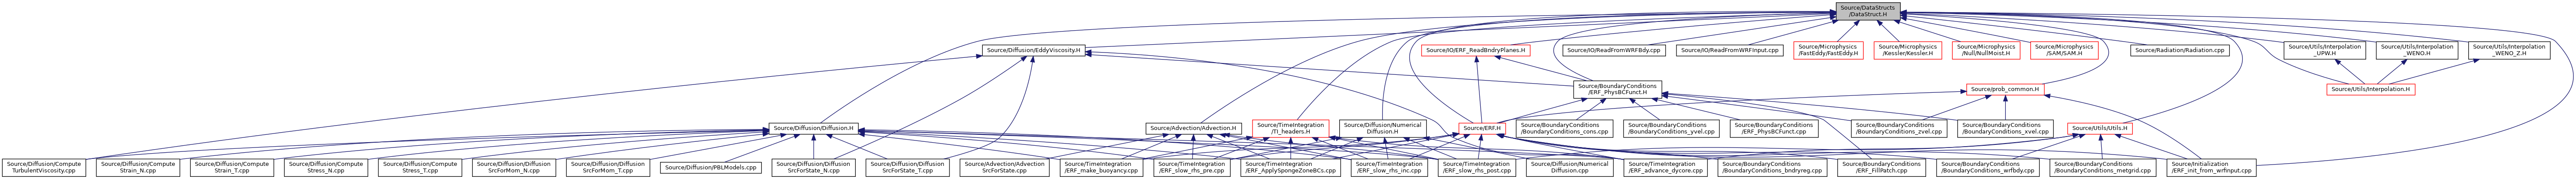 Source/DataStructs
/DataStruct.H
Source/Diffusion/EddyViscosity.H
Source/IO/ERF_ReadBndryPlanes.H
Source/IO/ReadFromWRFBdy.cpp
Source/IO/ReadFromWRFInput.cpp
Source/Microphysics
/FastEddy/FastEddy.H
Source/Microphysics
/Kessler/Kessler.H
Source/Microphysics
/Null/NullMoist.H
Source/Microphysics
/SAM/SAM.H
Source/Radiation/Radiation.cpp
Source/Utils/Interpolation
_UPW.H
Source/Utils/Interpolation
_WENO.H
Source/Utils/Interpolation
_WENO_Z.H
Source/BoundaryConditions
/ERF_PhysBCFunct.H
Source/prob_common.H
Source/Utils/Interpolation.H
Source/Diffusion/Diffusion.H
Source/Advection/Advection.H
Source/TimeIntegration
/TI_headers.H
Source/Diffusion/Numerical
Diffusion.H
Source/ERF.H
Source/BoundaryConditions
/BoundaryConditions_cons.cpp
Source/BoundaryConditions
/BoundaryConditions_yvel.cpp
Source/BoundaryConditions
/ERF_PhysBCFunct.cpp
Source/BoundaryConditions
/BoundaryConditions_zvel.cpp
Source/BoundaryConditions
/BoundaryConditions_xvel.cpp
Source/Utils/Utils.H
Source/Diffusion/Compute
TurbulentViscosity.cpp
Source/Diffusion/Compute
Strain_N.cpp
Source/Diffusion/Compute
Strain_T.cpp
Source/Diffusion/Compute
Stress_N.cpp
Source/Diffusion/Compute
Stress_T.cpp
Source/Diffusion/Diffusion
SrcForMom_N.cpp
Source/Diffusion/Diffusion
SrcForMom_T.cpp
Source/Diffusion/PBLModels.cpp
Source/Diffusion/Diffusion
SrcForState_N.cpp
Source/Diffusion/Diffusion
SrcForState_T.cpp
Source/Advection/Advection
SrcForState.cpp
Source/TimeIntegration
/ERF_make_buoyancy.cpp
Source/TimeIntegration
/ERF_slow_rhs_pre.cpp
Source/TimeIntegration
/ERF_ApplySpongeZoneBCs.cpp
Source/TimeIntegration
/ERF_slow_rhs_inc.cpp
Source/TimeIntegration
/ERF_slow_rhs_post.cpp
Source/Diffusion/Numerical
Diffusion.cpp
Source/TimeIntegration
/ERF_advance_dycore.cpp
Source/BoundaryConditions
/BoundaryConditions_bndryreg.cpp
Source/BoundaryConditions
/ERF_FillPatch.cpp
Source/BoundaryConditions
/BoundaryConditions_wrfbdy.cpp
Source/BoundaryConditions
/BoundaryConditions_metgrid.cpp
Source/Initialization
/ERF_init_from_wrfinput.cpp